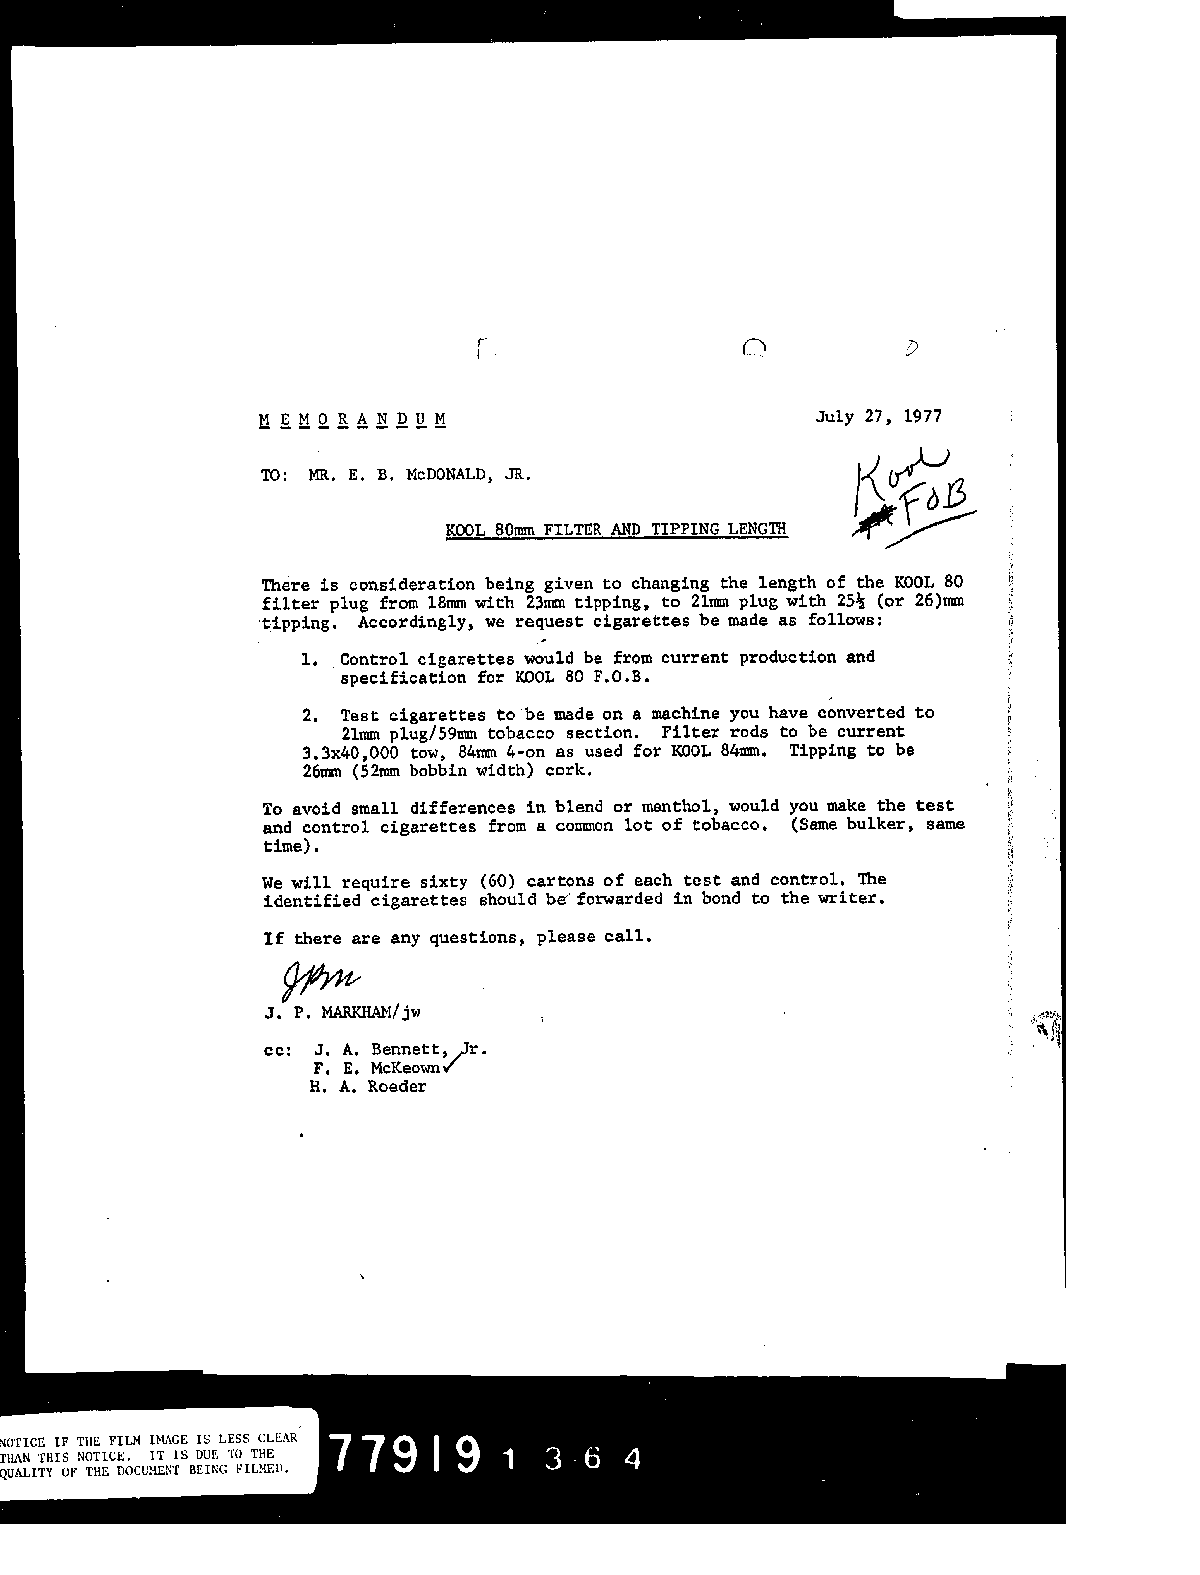 MEMORANDUM July 27, 1977
TO: MR. E. B. McDONALD, JR.
Kool
FOB
KOOL 80mm FILTER AND TIPPING LENGTH
There is consideration being given to changing the length of the KOOL 80
filter plug from 18mm with 23mm tipping, to 21mm plug with 25½ (or 26)mm
tipping. Accordingly, we request cigarettes be made as follows:
1. Control cigarettes would be from current production and
specification for KOOL 80 F.O.B.
2. Test cigarettes to be made on a machine you have converted to
21mm plug/59mm tobacco section. Filter rods to be current
3.3x40,000 tow, 84mm 4-on as used for KOOL 84mm. Tipping to be
26mm (52mm bobbin width) cork.
To avoid small differences in blend or menthol, would you make the test
and control cigarettes from a common lot of tobacco. (Same bulker, same
time).
We will require sixty (60) cartons of each test and control. The
identified cigarettes should be forwarded in bond to the writer.
If there are any questions, please call.
JPM
J. P. MARKHAM/jw
cc: J. A. Bennett, Jr.
F. E. McKeown✓
H. A. Roeder
NOTICE IF THE FILM IMAGE IS LESS CLEAR
THAN THIS NOTICE. IT IS DUE TO THE
QUALITY OF THE DOCUMENT BEING FILMED.
77919 1364